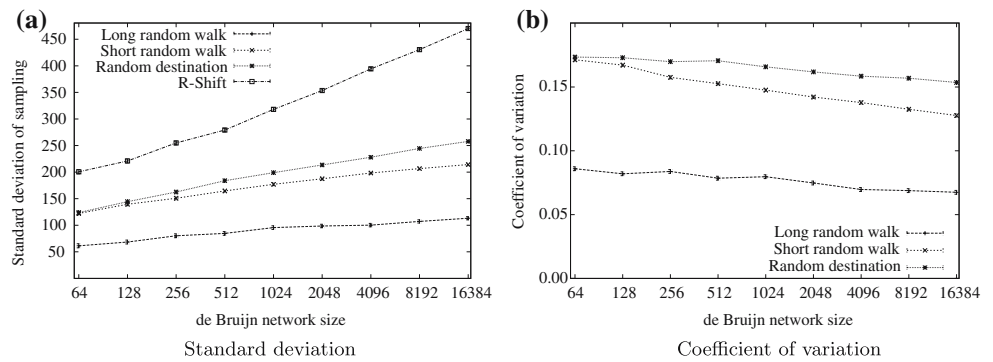 (a)
Standard deviation of sampling
450
400
350
300
250
200
150
100
50
Long random walk
Short random walk
Random destination
R-Shift
64 128 256 512 1024 2048 4096 8192 16384
de Bruijn network size
Standard deviation
(b)
Coefficient of variation
0.15
0.10
0.05
0.00
Long random walk
Short random walk
Random destination
64 128 256 512 1024 2048 4096 8192 16384
de Bruijn network size
Coefficient of variation